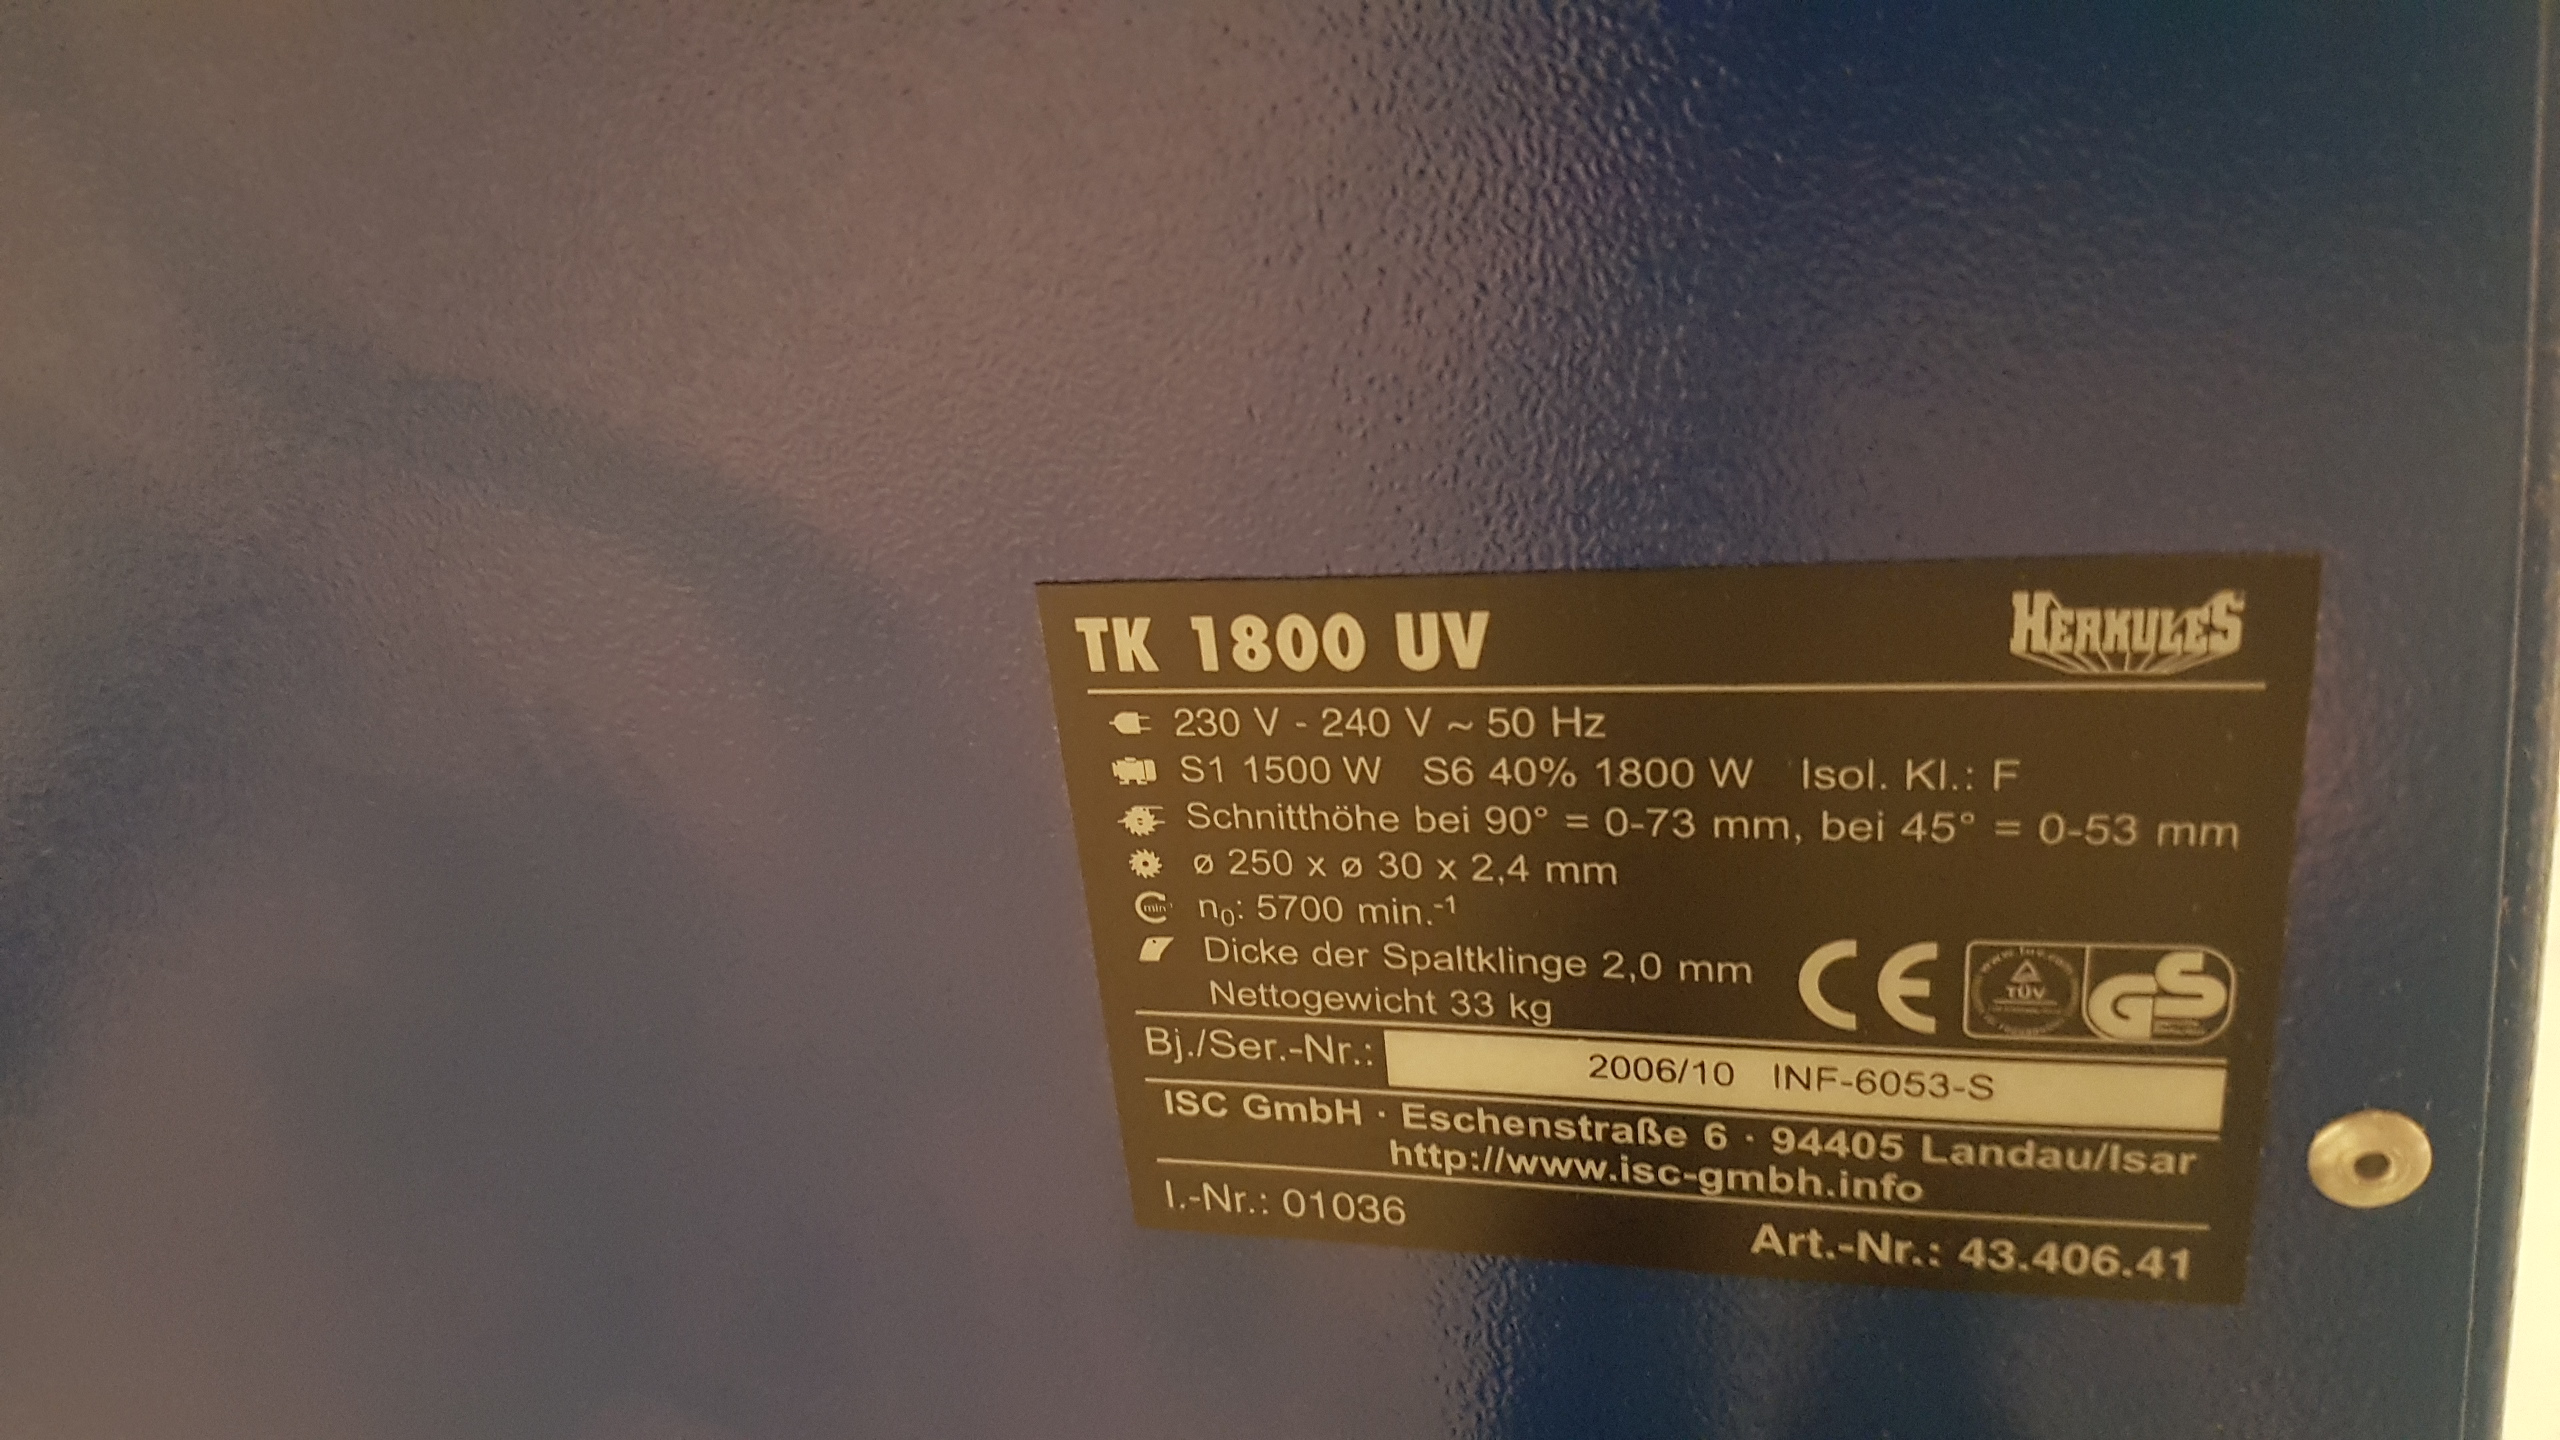 TK 1800 UV HERKULES
230 V - 240 V ~ 50 Hz
S1 1500 W S6 40% 1800 W Isol. Kl.: F
Schnitthöhe bei 90° = 0-73 mm, bei 45° = 0-53 mm
ø 250 x ø 30 x 2,4 mm
min⁻¹ n₀: 5700 min.⁻¹
Dicke der Spaltklinge 2,0 mm
Nettogewicht 33 kg
CE TÜV GS
Bj./Ser.-Nr.: 2006/10 INF-6053-S
ISC GmbH · Eschenstraße 6 · 94405 Landau/Isar
http://www.isc-gmbh.info
I.-Nr.: 01036
Art.-Nr.: 43.406.41